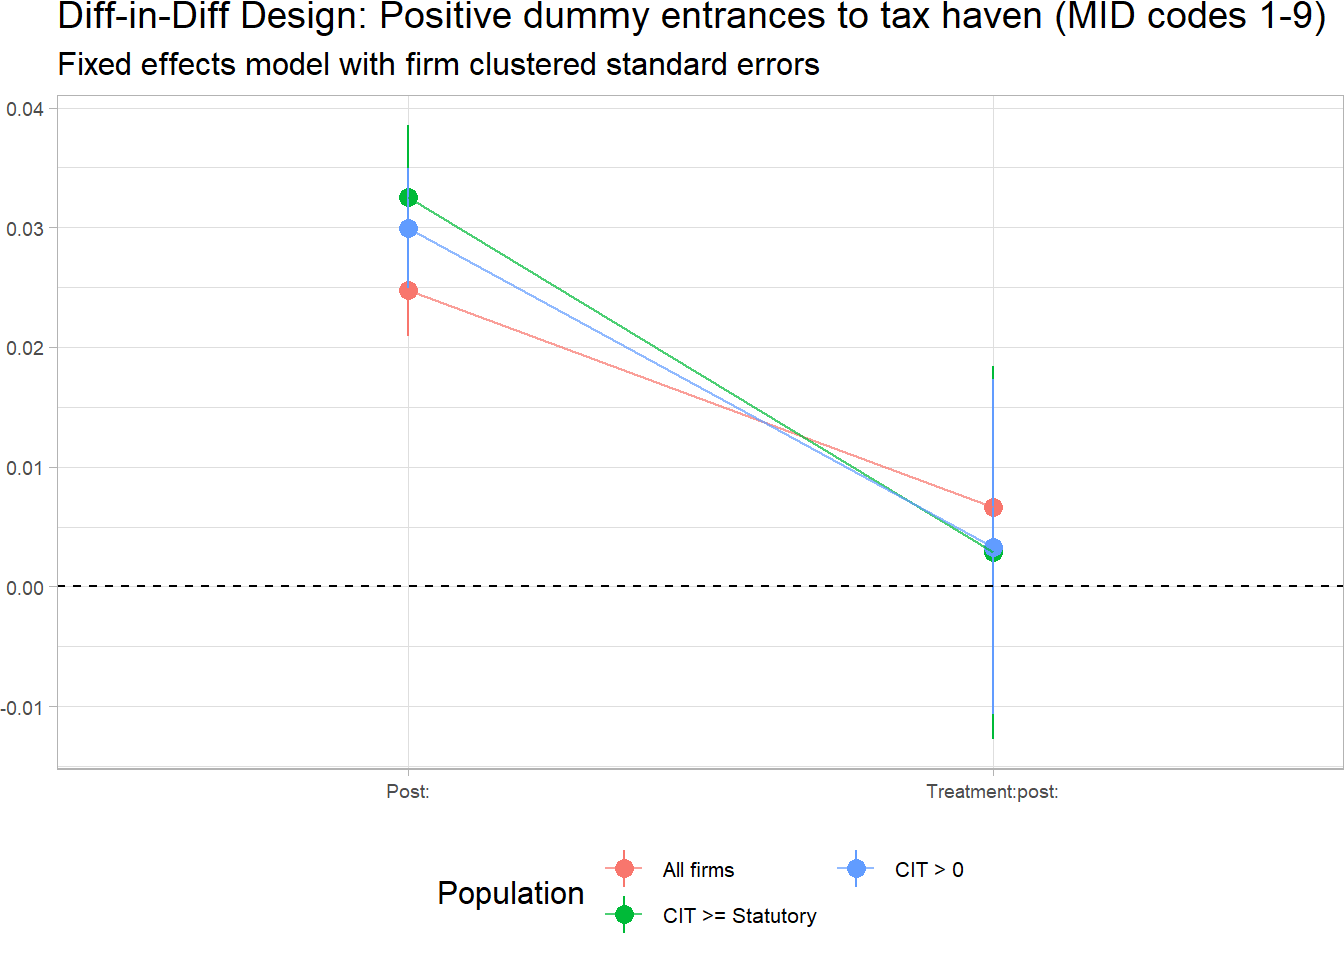 Diff-in-Diff Design: Positive dummy entrances to tax haven (MID codes 1-9)
Fixed effects model with firm clustered standard errors
0.04
0.03
0.02
0.01
0.00
-0.01
Post:
Treatment:post:
Population
All firms
CIT > 0
CIT >= Statutory